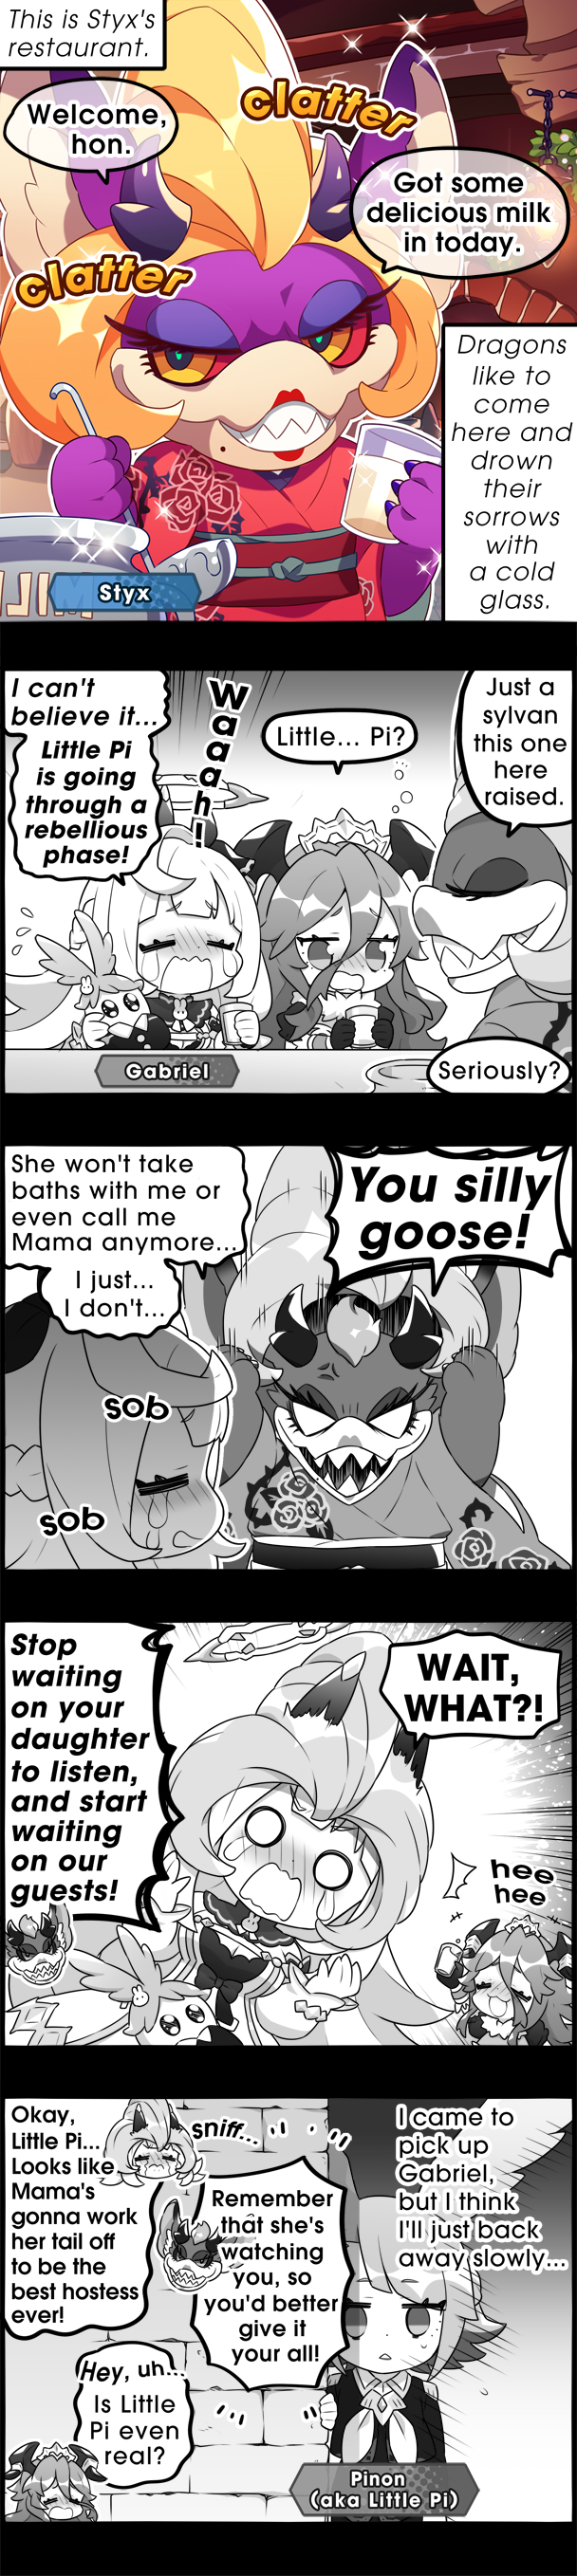 This is Styx's
restaurant.
Welcome,
hon.
clatter
Got some
delicious milk
in today.
clatter
Dragons
like to
come
here and
drown
their
sorrows
with
a cold
glass.
MILK
Styx
I can't
believe it...
Little Pi
is going
through a
rebellious
phase!
Waaah!
Little... Pi?
Just a
sylvan
this one
here
raised.
Seriously?
Gabriel
She won't take
baths with me or
even call me
Mama anymore...
I just...
I don't...
sob
sob
You silly
goose!
Stop
waiting
on your
daughter
to listen,
and start
waiting
on our
guests!
WAIT,
WHAT?!
hee
hee
Okay,
Little Pi...
Looks like
Mama's
gonna work
her tail off
to be the
best hostess
ever!
sniff...
Remember
that she's
watching
you, so
you'd better
give it
your all!
I came to
pick up
Gabriel,
but I think
I'll just back
away slowly...
Hey, uh...
Is Little
Pi even
real?
Pinon
(aka Little Pi)